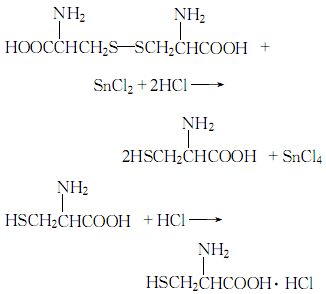 NH₂ NH₂
HOOCCHCH₂S—SCH₂CHCOOH +
SnCl₂ + 2HCl ⟶
NH₂
2HSCH₂CHCOOH + SnCl₄
NH₂
HSCH₂CHCOOH + HCl ⟶
NH₂
HSCH₂CHCOOH · HCl